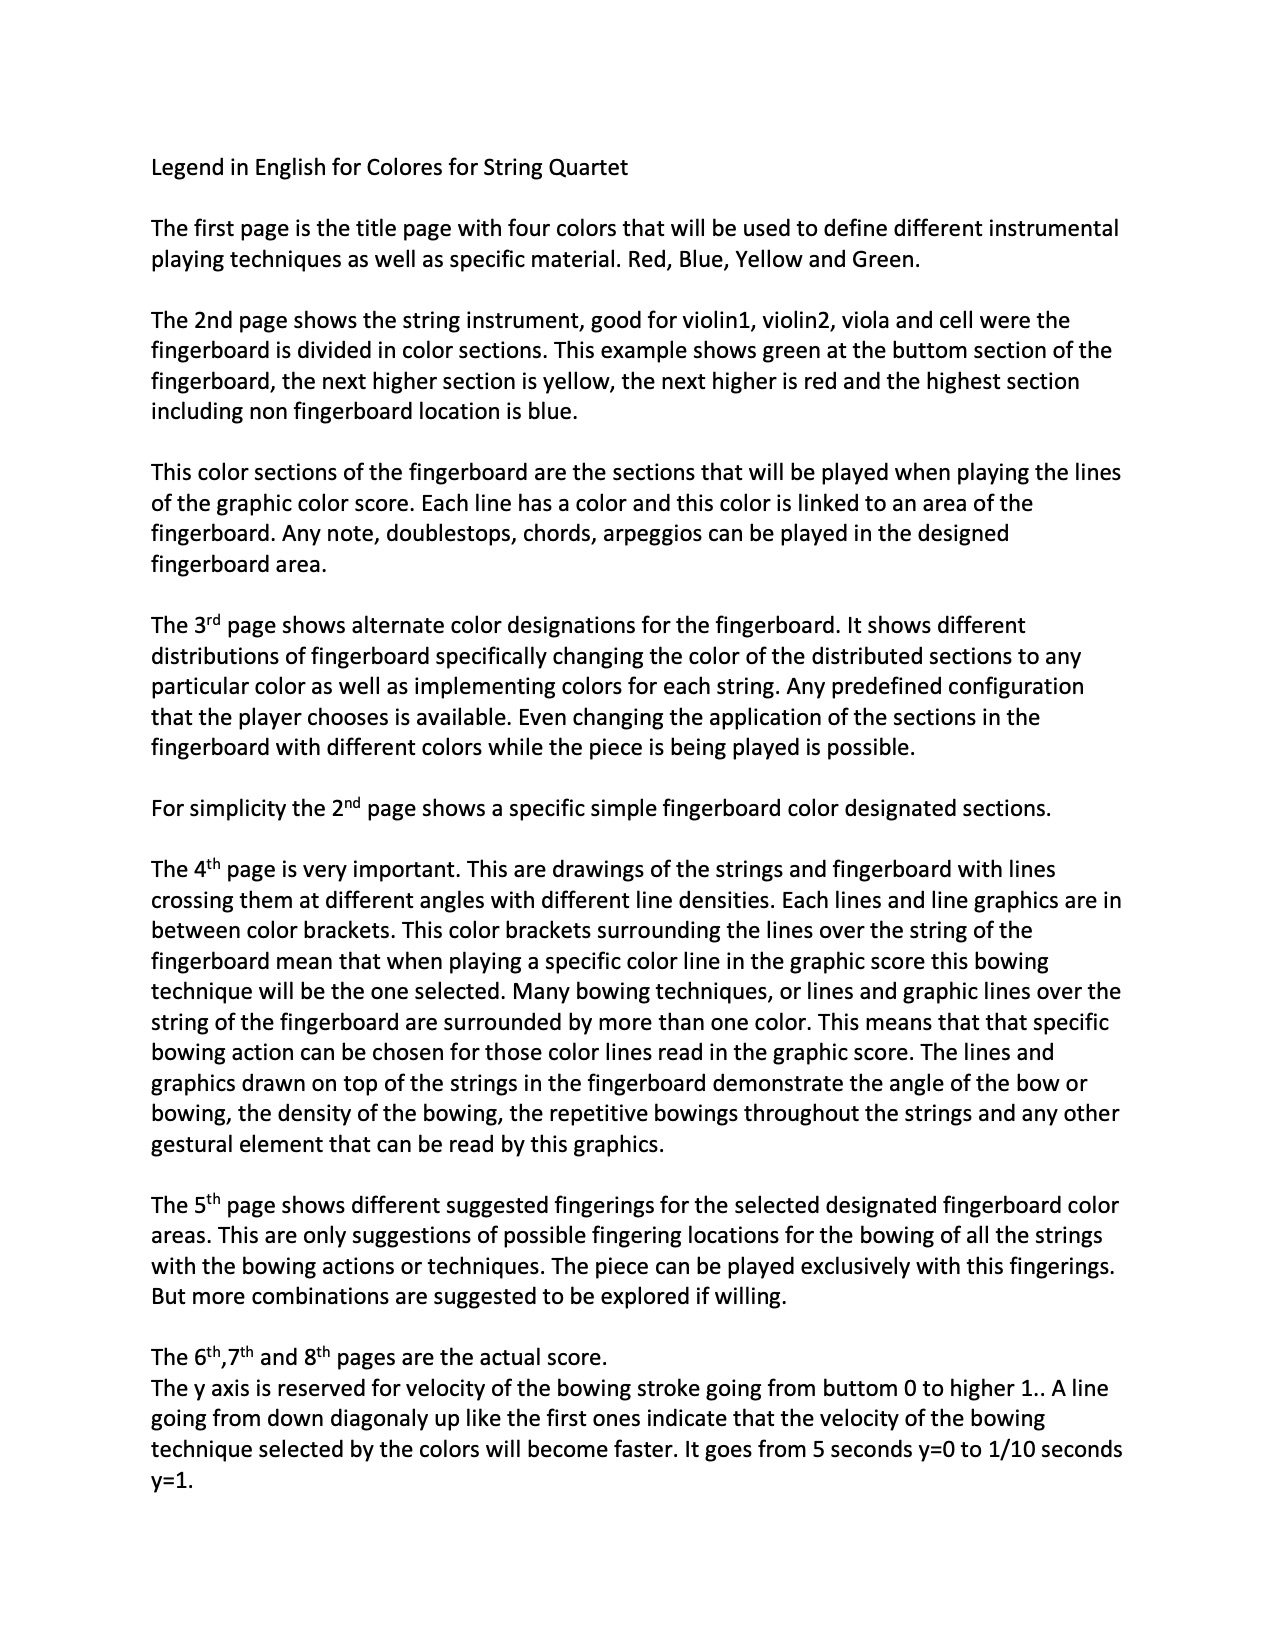 Legend in English for Colores for String Quartet
The first page is the title page with four colors that will be used to define different instrumental
playing techniques as well as specific material. Red, Blue, Yellow and Green.
The 2nd page shows the string instrument, good for violin1, violin2, viola and cell were the
fingerboard is divided in color sections. This example shows green at the buttom section of the
fingerboard, the next higher section is yellow, the next higher is red and the highest section
including non fingerboard location is blue.
This color sections of the fingerboard are the sections that will be played when playing the lines
of the graphic color score. Each line has a color and this color is linked to an area of the
fingerboard. Any note, doublestops, chords, arpeggios can be played in the designed
fingerboard area.
The 3rd page shows alternate color designations for the fingerboard. It shows different
distributions of fingerboard specifically changing the color of the distributed sections to any
particular color as well as implementing colors for each string. Any predefined configuration
that the player chooses is available. Even changing the application of the sections in the
fingerboard with different colors while the piece is being played is possible.
For simplicity the 2nd page shows a specific simple fingerboard color designated sections.
The 4th page is very important. This are drawings of the strings and fingerboard with lines
crossing them at different angles with different line densities. Each lines and line graphics are in
between color brackets. This color brackets surrounding the lines over the string of the
fingerboard mean that when playing a specific color line in the graphic score this bowing
technique will be the one selected. Many bowing techniques, or lines and graphic lines over the
string of the fingerboard are surrounded by more than one color. This means that that specific
bowing action can be chosen for those color lines read in the graphic score. The lines and
graphics drawn on top of the strings in the fingerboard demonstrate the angle of the bow or
bowing, the density of the bowing, the repetitive bowings throughout the strings and any other
gestural element that can be read by this graphics.
The 5th page shows different suggested fingerings for the selected designated fingerboard color
areas. This are only suggestions of possible fingering locations for the bowing of all the strings
with the bowing actions or techniques. The piece can be played exclusively with this fingerings.
But more combinations are suggested to be explored if willing.
The 6th,7th and 8th pages are the actual score.
The y axis is reserved for velocity of the bowing stroke going from buttom 0 to higher 1.. A line
going from down diagonaly up like the first ones indicate that the velocity of the bowing
technique selected by the colors will become faster. It goes from 5 seconds y=0 to 1/10 seconds
y=1.